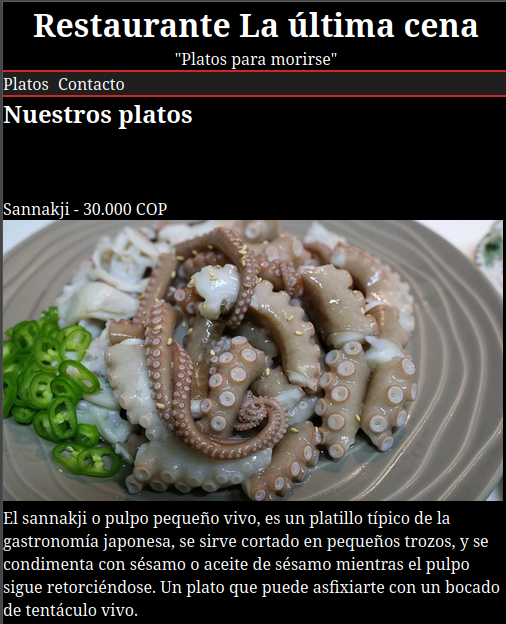 Restaurante La última cena
"Platos para morirse"
Platos Contacto
Nuestros platos
Sannakji - 30.000 COP
El sannakji o pulpo pequeño vivo, es un platillo típico de la
gastronomía japonesa, se sirve cortado en pequeños trozos, y se
condimenta con sésamo o aceite de sésamo mientras el pulpo
sigue retorciéndose. Un plato que puede asfixiarte con un bocado
de tentáculo vivo.